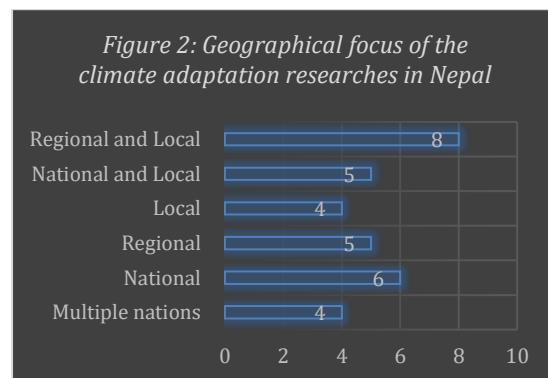 Figure 2: Geographical focus of the
climate adaptation researches in Nepal
Regional and Local 8
National and Local 5
Local 4
Regional 5
National 6
Multiple nations 4
0 2 4 6 8 10